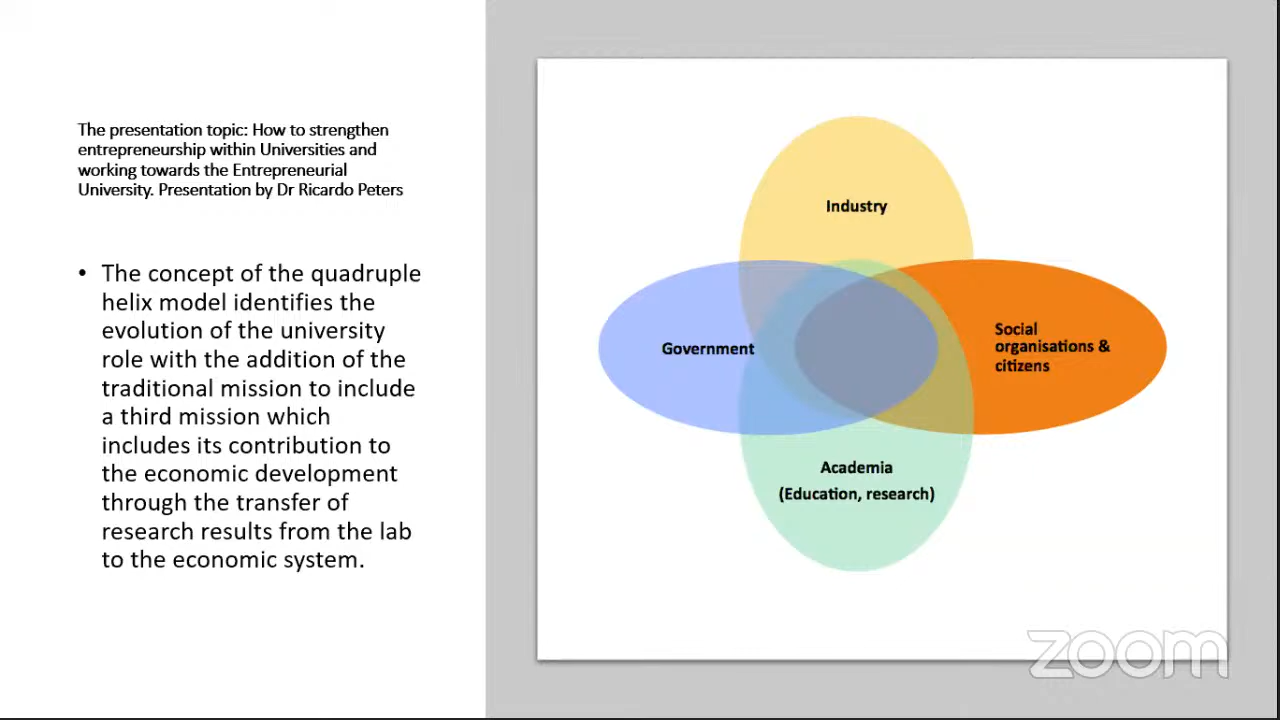 The presentation topic: How to strengthen
entrepreneurship within Universities and
working towards the Entrepreneurial
University. Presentation by Dr Ricardo Peters
• The concept of the quadruple
helix model identifies the
evolution of the university
role with the addition of the
traditional mission to include
a third mission which
includes its contribution to
the economic development
through the transfer of
research results from the lab
to the economic system.
Industry
Government
Social
organisations &
citizens
Academia
(Education, research)
zoom